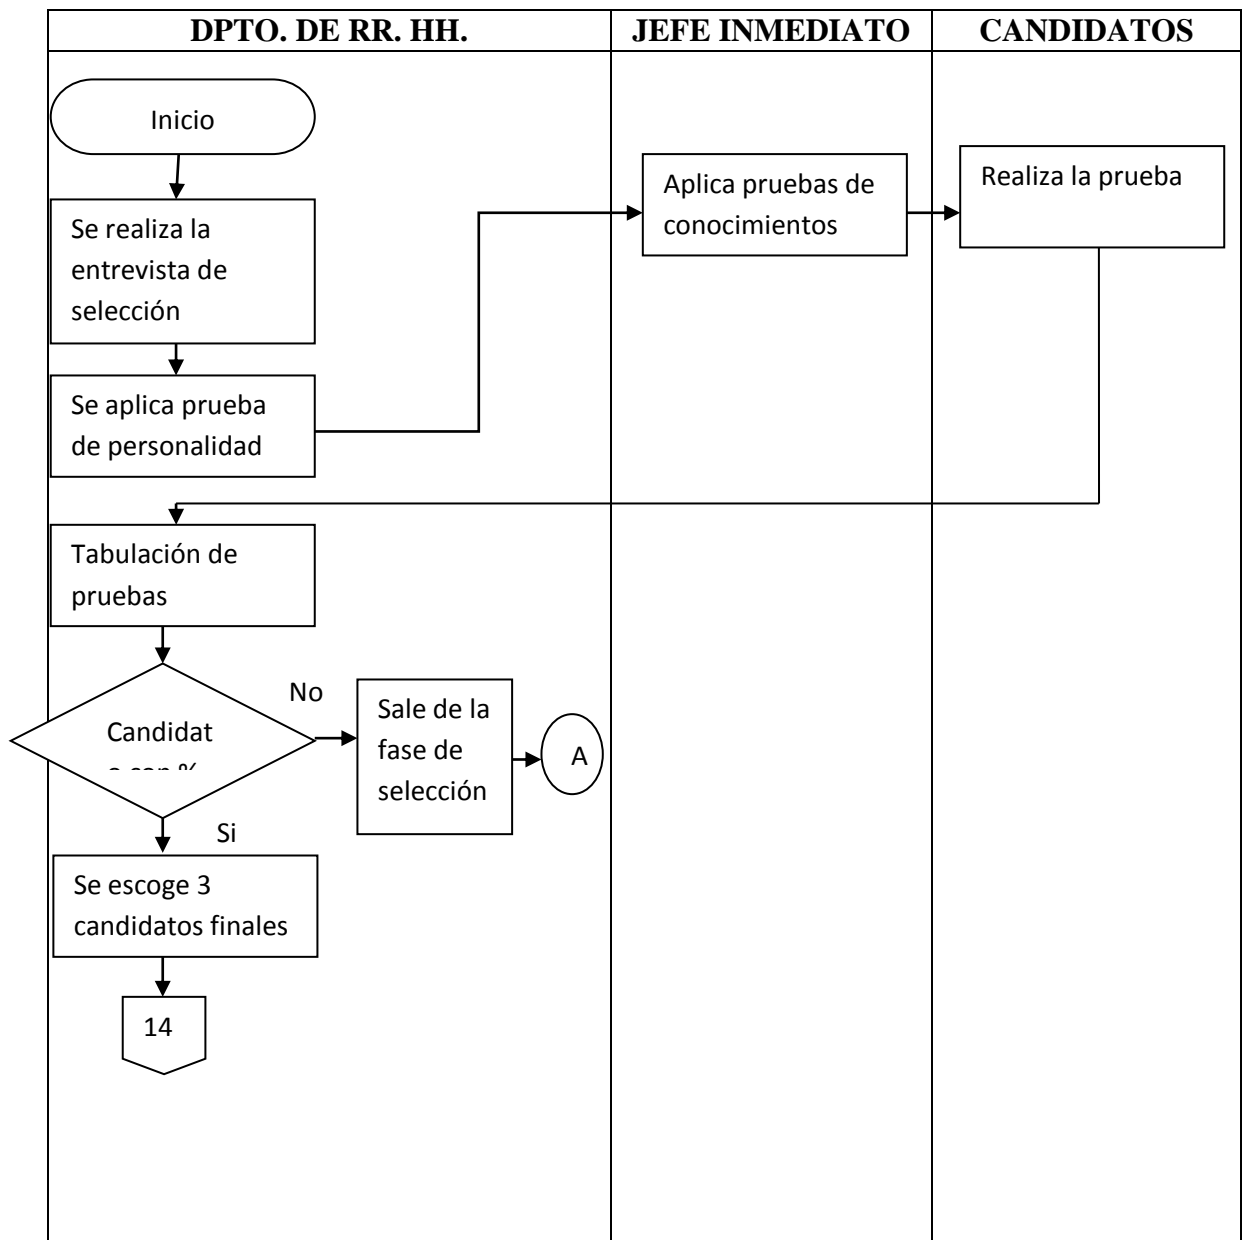 DPTO. DE RR. HH.
JEFE INMEDIATO
CANDIDATOS
Inicio
Se realiza la
entrevista de
selección
Se aplica prueba
de personalidad
Aplica pruebas de
conocimientos
Realiza la prueba
Tabulación de
pruebas
Candidat
No
Sale de la
fase de
selección
A
Si
Se escoge 3
candidatos finales
14